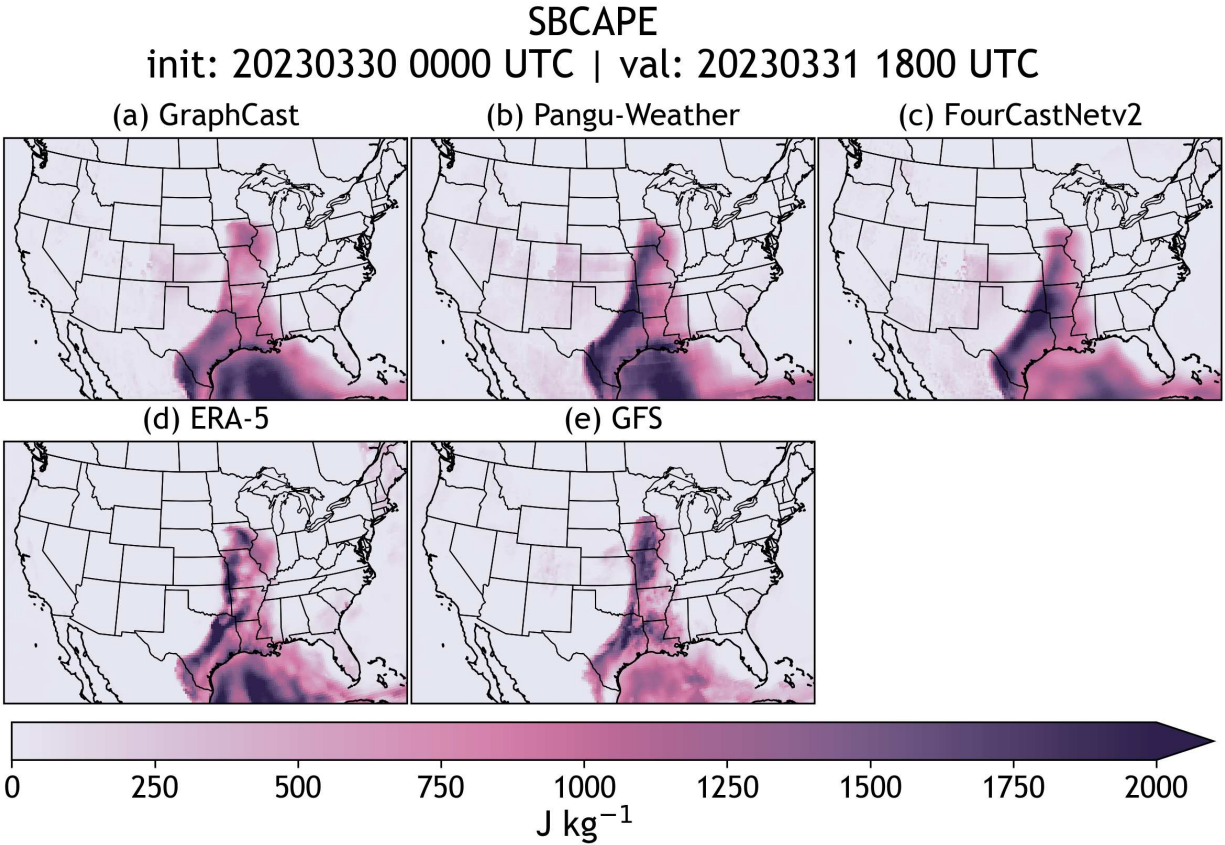 SBCAPE
init: 20230330 0000 UTC | val: 20230331 1800 UTC
(a) GraphCast
(b) Pangu-Weather
(c) FourCastNetv2
(d) ERA-5
(e) GFS
0 250 500 750 1000 1250 1500 1750 2000
J kg⁻¹